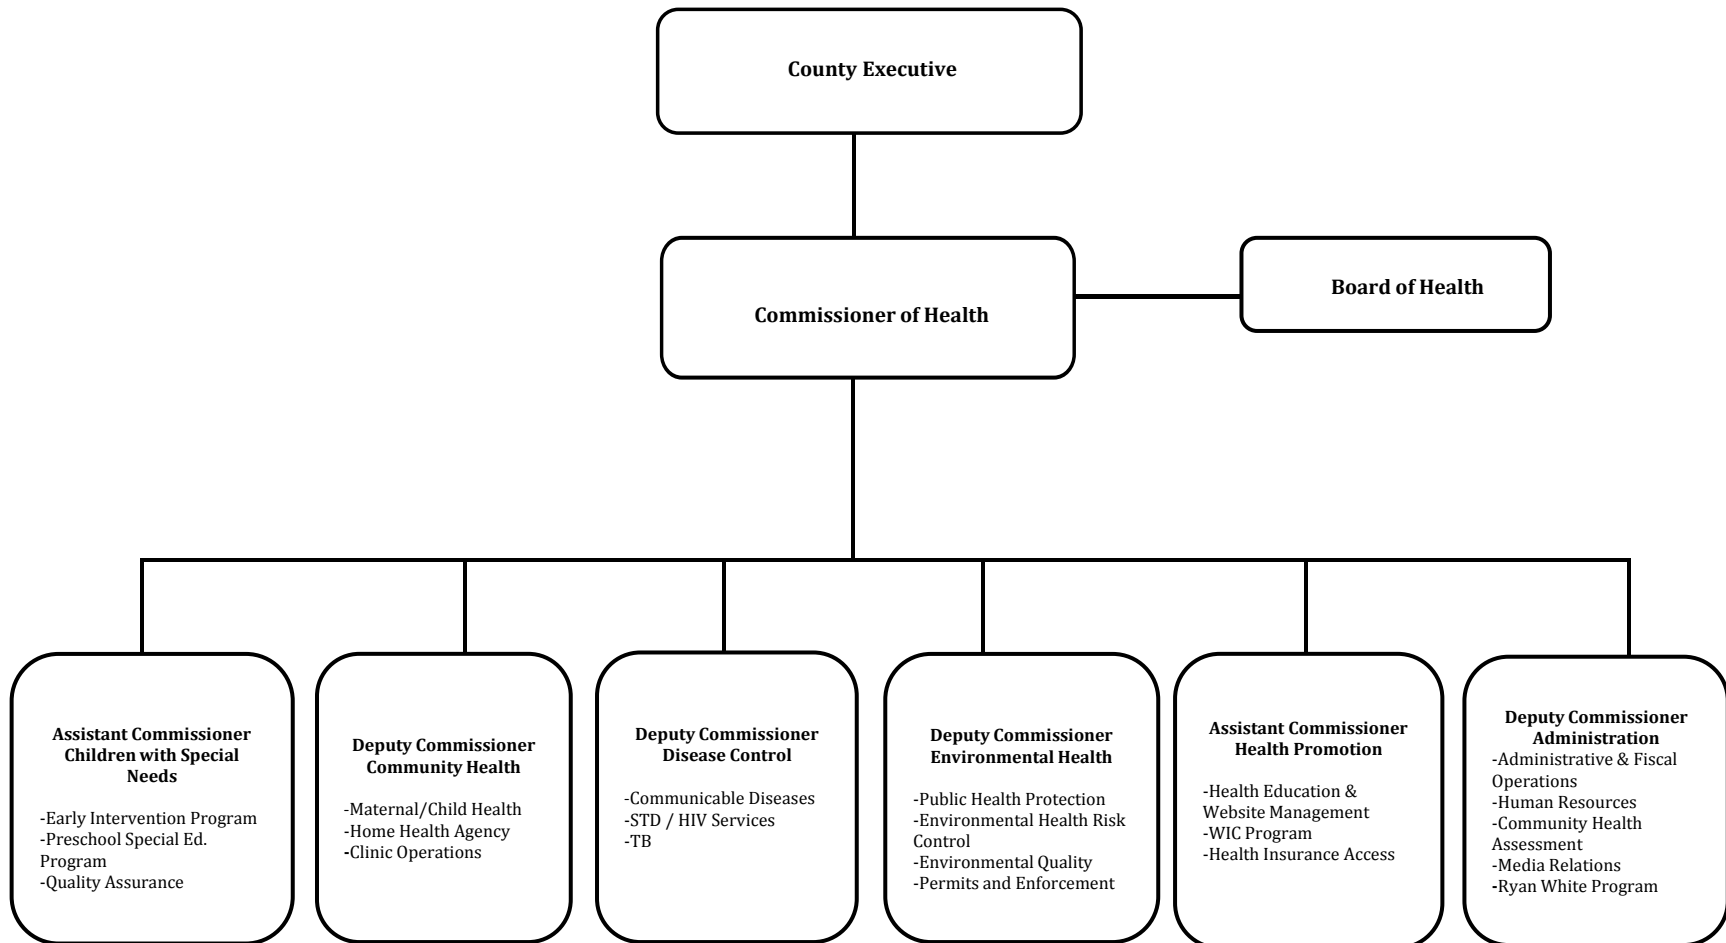 County Executive
Commissioner of Health
Board of Health
Assistant Commissioner
Children with Special
Needs
-Early Intervention Program
-Preschool Special Ed.
Program
-Quality Assurance
Deputy Commissioner
Community Health
-Maternal/Child Health
-Home Health Agency
-Clinic Operations
Deputy Commissioner
Disease Control
-Communicable Diseases
-STD / HIV Services
-TB
Deputy Commissioner
Environmental Health
-Public Health Protection
-Environmental Health Risk
Control
-Environmental Quality
-Permits and Enforcement
Assistant Commissioner
Health Promotion
-Health Education &
Website Management
-WIC Program
-Health Insurance Access
Deputy Commissioner
Administration
-Administrative & Fiscal
Operations
-Human Resources
-Community Health
Assessment
-Media Relations
-Ryan White Program